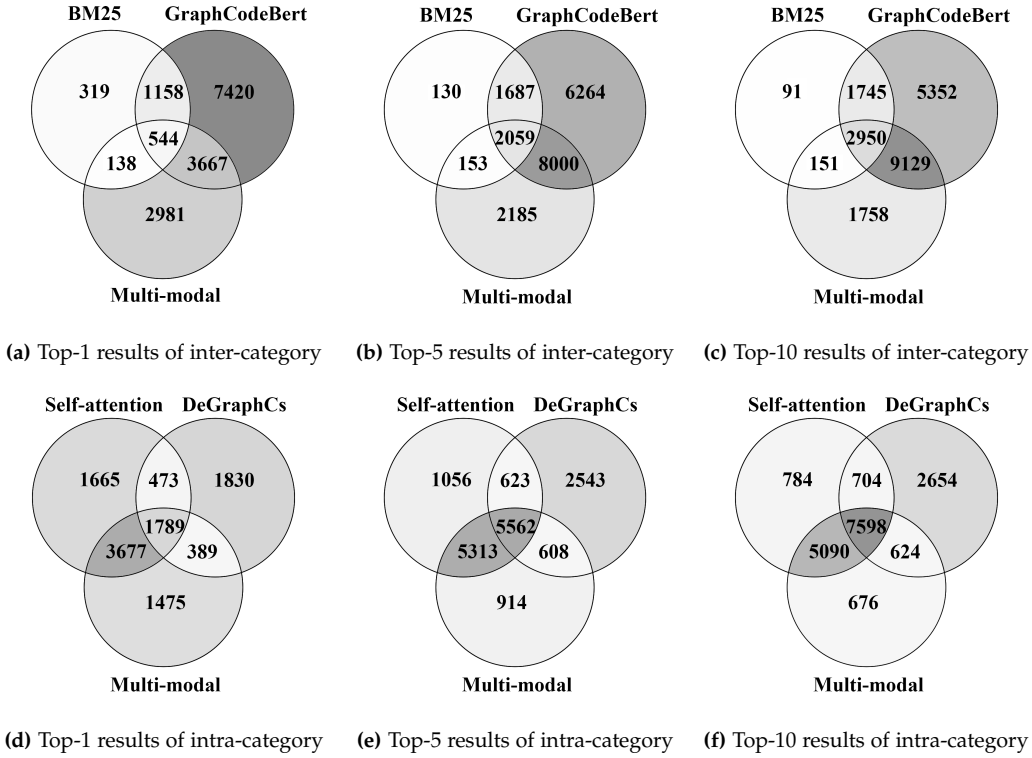 BM25 GraphCodeBert BM25 GraphCodeBert BM25 GraphCodeBert
319 1158 7420 130 1687 6264 91 1745 5352
544 2059 2950
138 3667 153 8000 151 9129
2981 2185 1758
Multi-modal Multi-modal Multi-modal
(a) Top-1 results of inter-category (b) Top-5 results of inter-category (c) Top-10 results of inter-category
Self-attention DeGraphCs Self-attention DeGraphCs Self-attention DeGraphCs
1665 473 1830 1056 623 2543 784 704 2654
1789 5562 7598
3677 389 5313 608 5090 624
1475 914 676
Multi-modal Multi-modal Multi-modal
(d) Top-1 results of intra-category (e) Top-5 results of intra-category (f) Top-10 results of intra-category